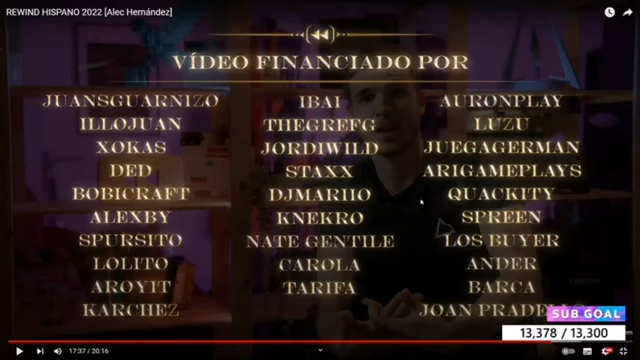 REWIND HISPANO 2022 [Alec Hernández]
VÍDEO FINANCIADO POR
JUANSGUARNIZO IBAI AURONPLAY
ILLOJUAN THEGREFG LUZU
XOKAS JORDIWILD JUEGAGERMAN
DED STAXX ARIGAMEPLAYS
BOBICRAFT DJMARIIO QUACKITY
ALEXBY KNEKRO SPREEN
SPURSITO NATE GENTILE LOS BUYER
LOLITO CAROLA ANDER
AROYIT TARIFA BARCA
KARCHEZ JOAN
SUB GOAL
13,378 / 13,300
17:37 / 20:16